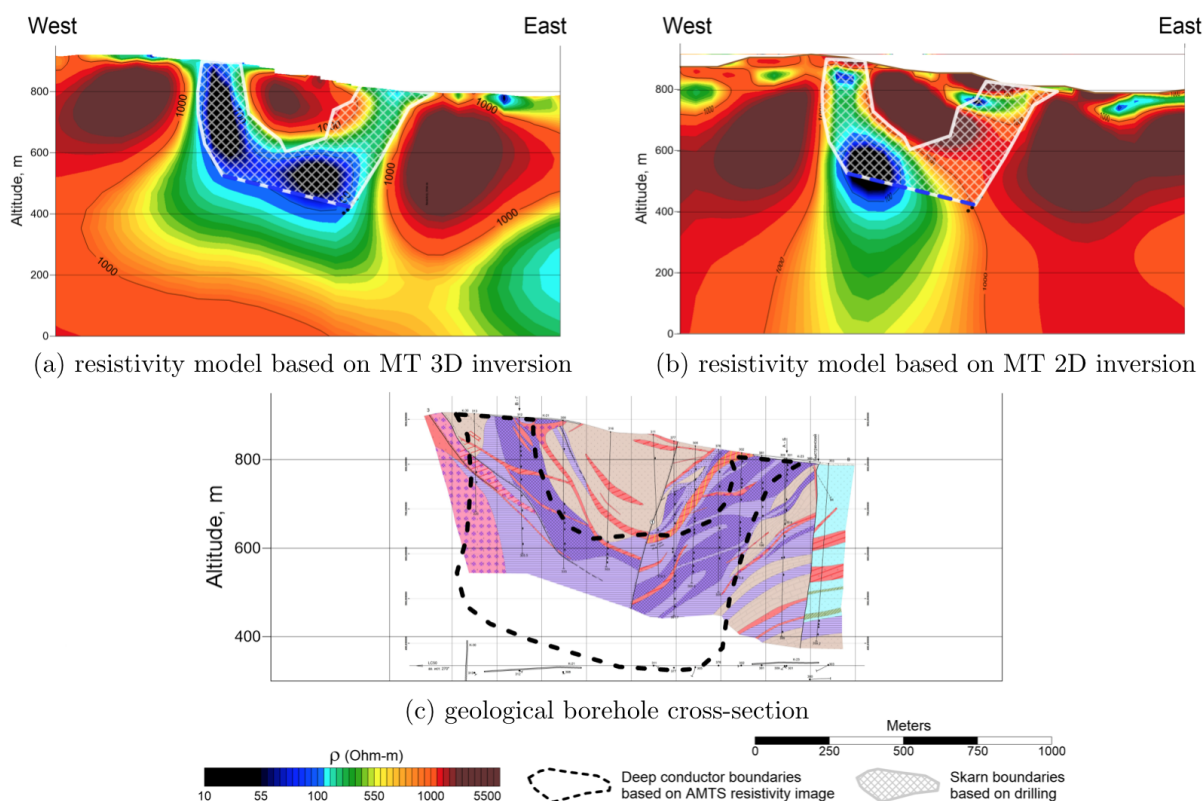 West East West East
1000 1000 1000 1000 1000
1000 1000 1000
Altitude, m 800 600 400 200 0
Altitude, m 800 600 400 200 0
(a) resistivity model based on MT 3D inversion (b) resistivity model based on MT 2D inversion
Altitude, m 800 600 400
(c) geological borehole cross-section
Meters
0 250 500 750 1000
ρ (Ohm-m)
10 55 100 550 1000 5500
Deep conductor boundaries
based on AMTS resistivity image
Skarn boundaries
based on drilling